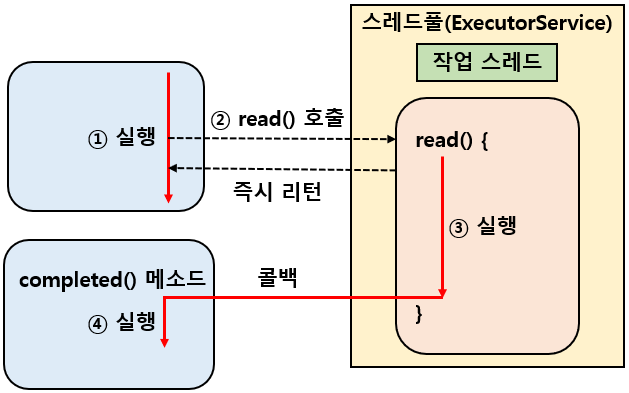 스레드풀(ExecutorService)
작업 스레드
① 실행
② read() 호출
즉시 리턴
read() {
③ 실행
}
콜백
completed() 메소드
④ 실행